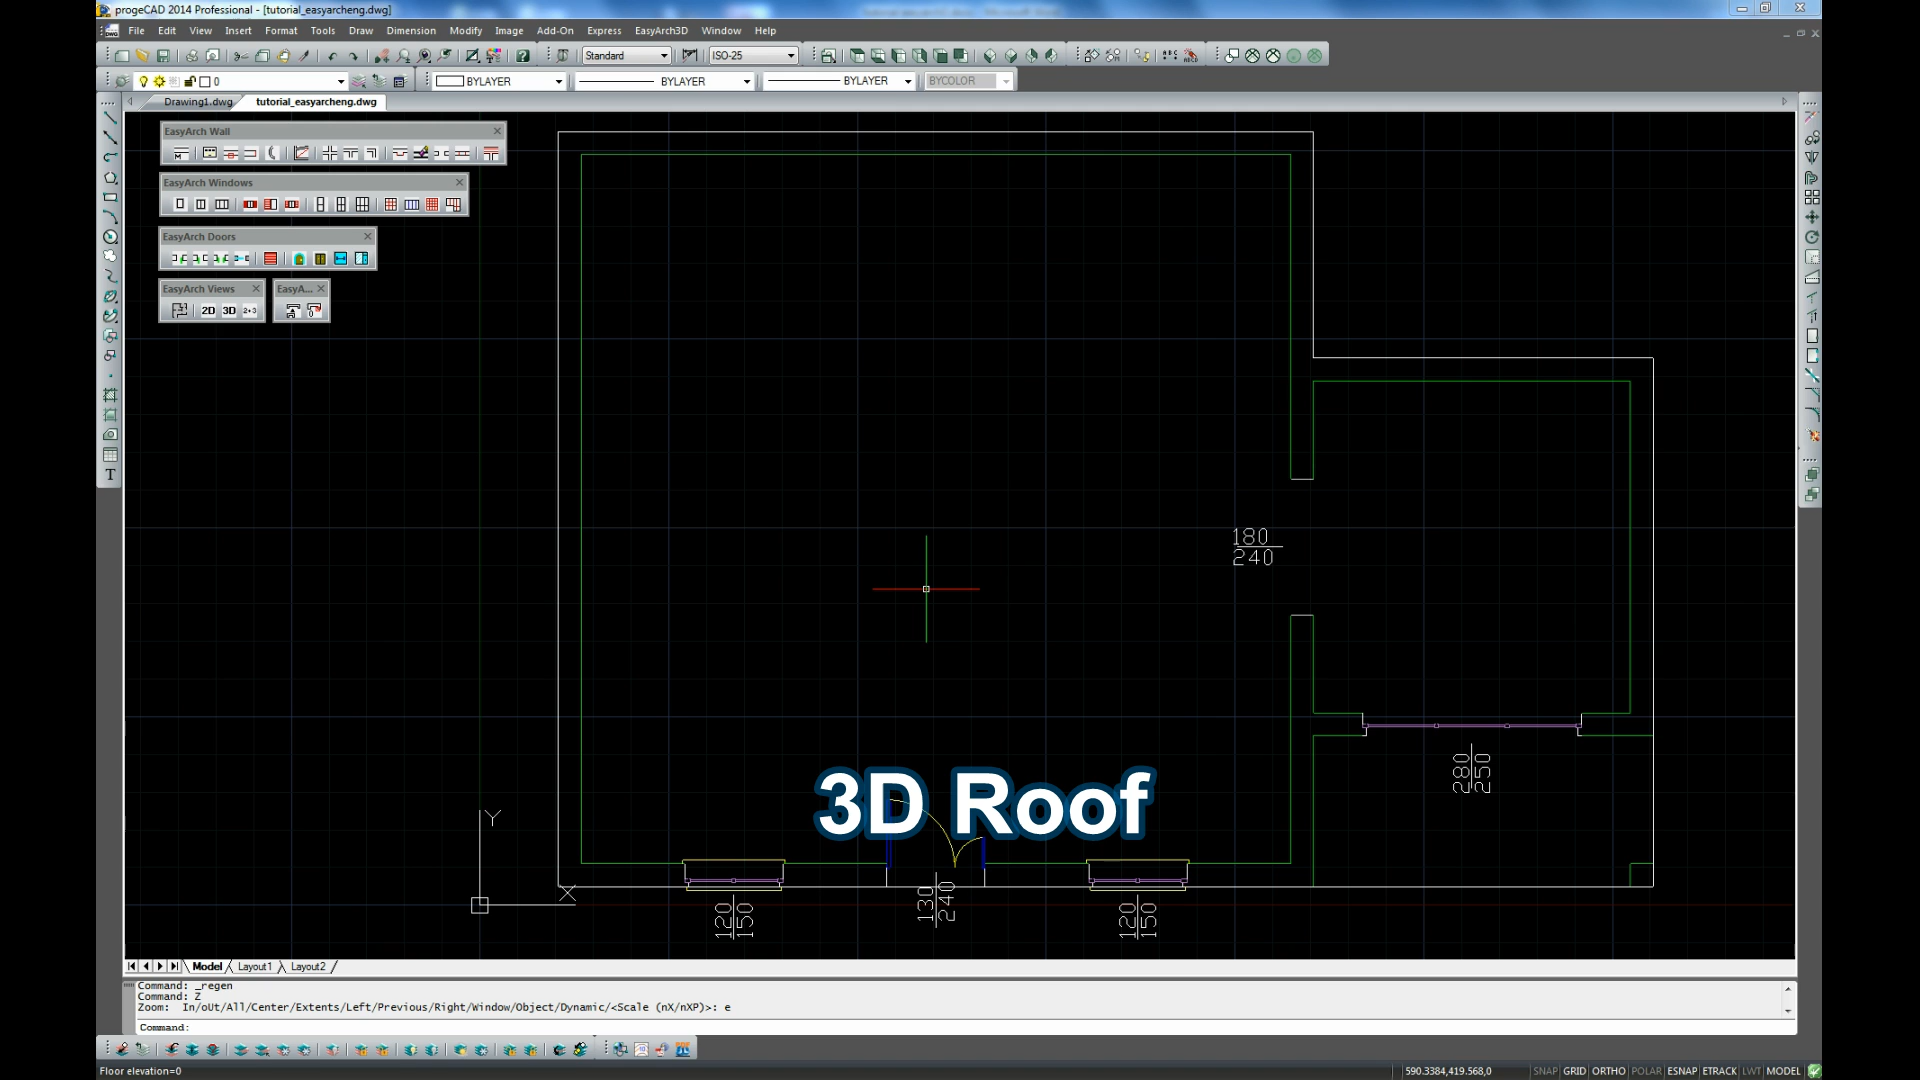 progeCAD 2014 Professional - [tutorial_easyarcheng.dwg]
File Edit View Insert Format Tools Draw Dimension Modify Image Add-On Express EasyArch3D Window Help
Standard ISO-25
0 BYLAYER BYLAYER BYLAYER BYCOLOR
Drawing1.dwg tutorial_easyarcheng.dwg
EasyArch Wall
EasyArch Windows
EasyArch Doors
EasyArch Views EasyA...
2D 3D 2+3
180
240
280
250
3D Roof
Y
X
120
150
130
240
120
150
T
Model Layout1 Layout2
Command: _regen
Command: Z
Zoom: In/oUt/All/Center/Extents/Left/Previous/Right/Window/Object/Dynamic/<Scale (nX/nXP)>: e
Command:
Floor elevation=0 590.3384,419.568,0 SNAP GRID ORTHO POLAR ESNAP ETRACK LWT MODEL